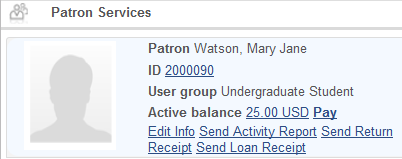 Patron Services
Patron Watson, Mary Jane
ID 2000090
User group Undergraduate Student
Active balance 25.00 USD Pay
Edit Info Send Activity Report Send Return
Receipt Send Loan Receipt